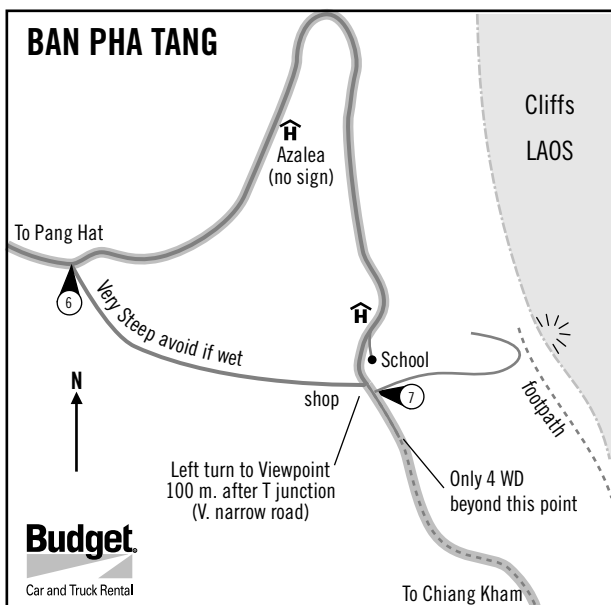 BAN PHA TANG
Cliffs
LAOS
H
Azalea
(no sign)
To Pang Hat
6
Very Steep avoid if wet
H
School
shop
7
footpath
N
Left turn to Viewpoint
100 m. after T junction
(V. narrow road)
Only 4 WD
beyond this point
Budget®
Car and Truck Rental
To Chiang Kham